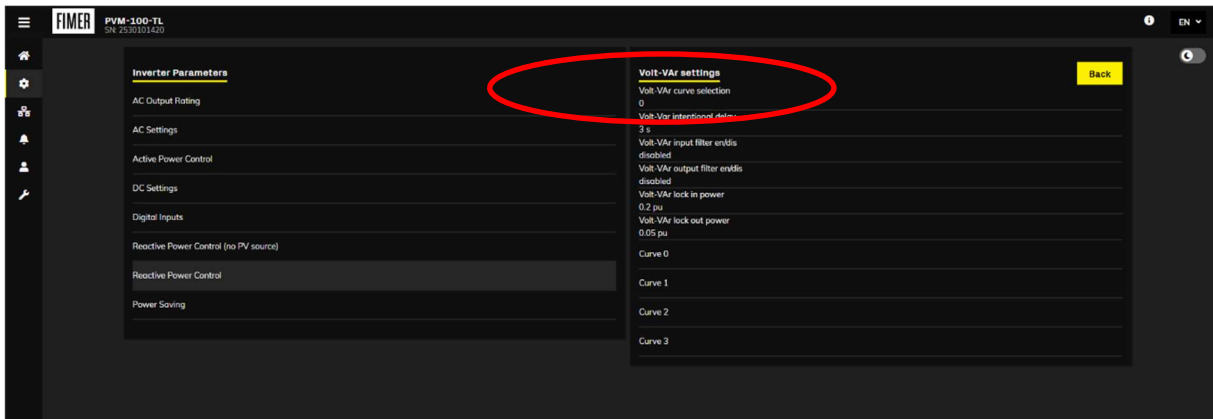 FIMER
PVM-100-TL
SN: 2530101420
EN
Inverter Parameters
AC Output Rating
AC Settings
Active Power Control
DC Settings
Digital Inputs
Reactive Power Control (no PV source)
Reactive Power Control
Power Saving
Volt-VAr settings
Back
Volt-VAr curve selection
0
Volt-Var intentional delay
3 s
Volt-VAr input filter en/dis
disabled
Volt-VAr output filter en/dis
disabled
Volt-VAr lock in power
0.2 pu
Volt-VAr lock out power
0.05 pu
Curve 0
Curve 1
Curve 2
Curve 3